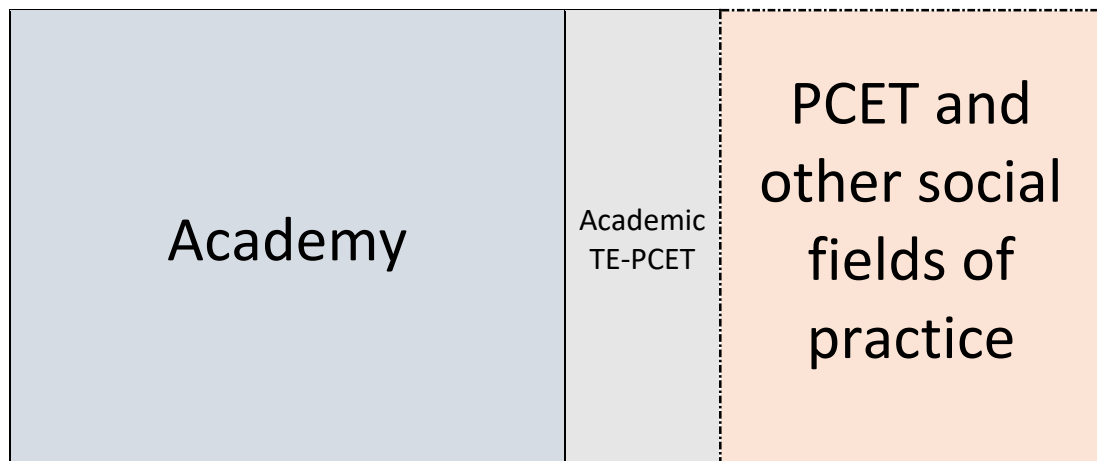 Academy
Academic
TE-PCET
PCET and
other social
fields of
practice